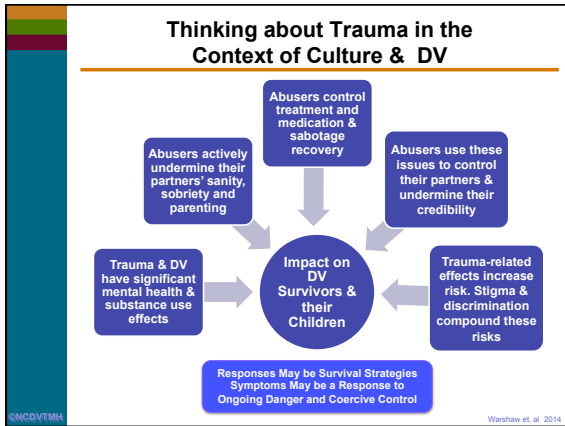 Thinking about Trauma in the
Context of Culture & DV
Abusers control
treatment and
medication &
sabotage
recovery
Abusers actively
undermine their
partners' sanity,
sobriety and
parenting
Abusers use these
issues to control
their partners &
undermine their
credibility
Trauma & DV
have significant
mental health &
substance use
effects
Impact on
DV
Survivors &
their
Children
Trauma-related
effects increase
risk. Stigma &
discrimination
compound these
risks
Responses May be Survival Strategies
Symptoms May be a Response to
Ongoing Danger and Coercive Control
©NCDVTMH
Warshaw et. al 2014